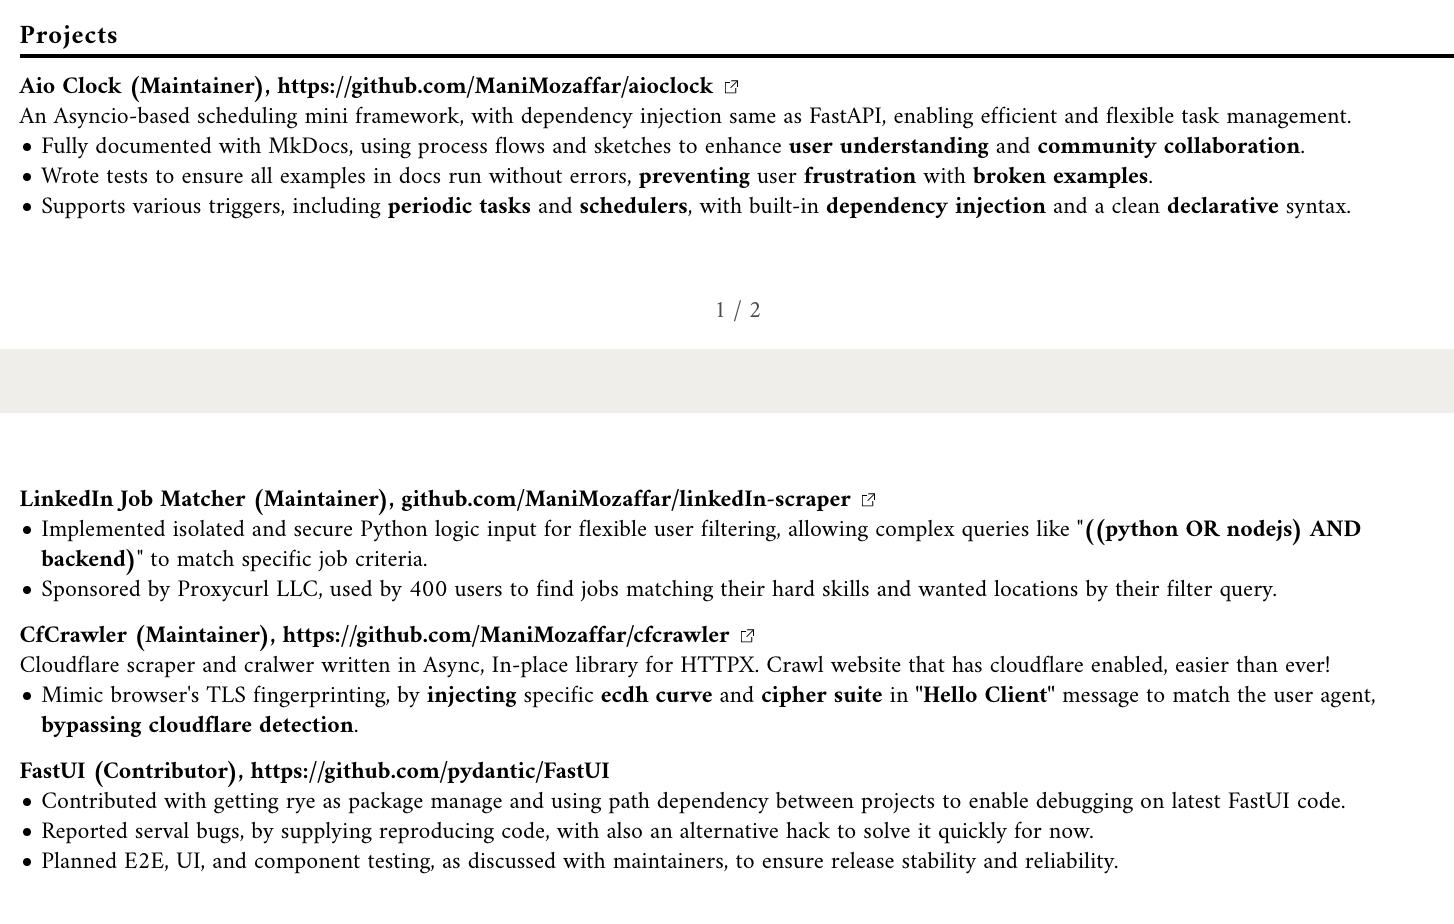 Projects
Aio Clock (Maintainer), https://github.com/ManiMozaffar/aioclock
An Asyncio-based scheduling mini framework, with dependency injection same as FastAPI, enabling efficient and flexible task management.
• Fully documented with MkDocs, using process flows and sketches to enhance user understanding and community collaboration.
• Wrote tests to ensure all examples in docs run without errors, preventing user frustration with broken examples.
• Supports various triggers, including periodic tasks and schedulers, with built-in dependency injection and a clean declarative syntax.
1 / 2
LinkedIn Job Matcher (Maintainer), github.com/ManiMozaffar/linkedIn-scraper
• Implemented isolated and secure Python logic input for flexible user filtering, allowing complex queries like "((python OR nodejs) AND
backend)" to match specific job criteria.
• Sponsored by Proxycurl LLC, used by 400 users to find jobs matching their hard skills and wanted locations by their filter query.
CfCrawler (Maintainer), https://github.com/ManiMozaffar/cfcrawler
Cloudflare scraper and cralwer written in Async, In-place library for HTTPX. Crawl website that has cloudflare enabled, easier than ever!
• Mimic browser's TLS fingerprinting, by injecting specific ecdh curve and cipher suite in "Hello Client" message to match the user agent,
bypassing cloudflare detection.
FastUI (Contributor), https://github.com/pydantic/FastUI
• Contributed with getting rye as package manage and using path dependency between projects to enable debugging on latest FastUI code.
• Reported serval bugs, by supplying reproducing code, with also an alternative hack to solve it quickly for now.
• Planned E2E, UI, and component testing, as discussed with maintainers, to ensure release stability and reliability.